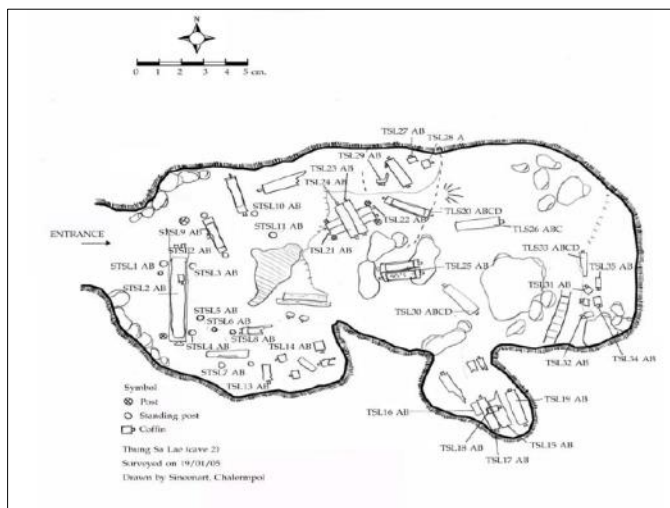 N
0 1 2 3 4 5 cm.
TSL27 AB
TSL28 A
TSL29 AB
TSL23 AB
TSL24 AB
STSL10 AB
STSL9 AB
STSL11 AB
TSL22 AB
TLS20 ABCD
TLS26 ABC
ENTRANCE
STSL2 AB
TSL21 AB
TLS33 ABCD
STSL1 AB
STSL3 AB
TSL25 AB
TSL35 AB
STSL2 AB
TSL31 AB
STSL5 AB
TSL30 ABCD
STSL6 AB
STSL4 AB
STSL8 AB
TSL14 AB
TSL34 AB
STSL7 AB
TSL32 AB
TSL13 AB
Symbol
Post
Standing post
Coffin
TSL19 AB
TSL16 AB
TSL18 AB
TSL15 AB
TSL17 AB
Thung Sa Lae (cave 2)
Surveyed on 19/01/05
Drawn by Sinoonart, Chalermpol